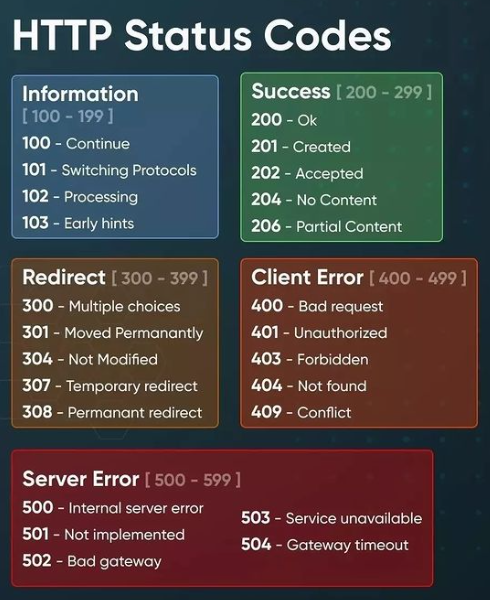 HTTP Status Codes
Information
[ 100 - 199 ]
100 - Continue
101 - Switching Protocols
102 - Processing
103 - Early hints
Success [ 200 - 299 ]
200 - Ok
201 - Created
202 - Accepted
204 - No Content
206 - Partial Content
Redirect [ 300 - 399 ]
300 - Multiple choices
301 - Moved Permanantly
304 - Not Modified
307 - Temporary redirect
308 - Permanant redirect
Client Error [ 400 - 499 ]
400 - Bad request
401 - Unauthorized
403 - Forbidden
404 - Not found
409 - Conflict
Server Error [ 500 - 599 ]
500 - Internal server error
501 - Not implemented
502 - Bad gateway
503 - Service unavailable
504 - Gateway timeout